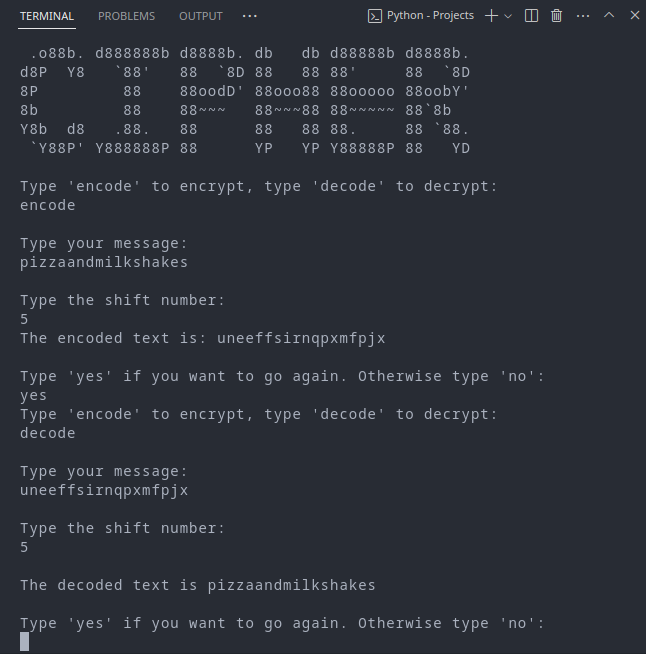 TERMINAL PROBLEMS OUTPUT ··· Python - Projects
 .o88b. d888888b d8888b. db   db d88888b d8888b.
d8P  Y8   `88'   88  `8D 88   88 88'     88  `8D
8P         88    88oodD' 88ooo88 88ooooo 88oobY'
8b         88    88~~~   88~~~88 88~~~~~ 88`8b
Y8b  d8   .88.   88      88   88 88.     88 `88.
 `Y88P' Y888888P 88      YP   YP Y88888P 88   YD
Type 'encode' to encrypt, type 'decode' to decrypt:
encode
Type your message:
pizzaandmilkshakes
Type the shift number:
5
The encoded text is: uneeffsirnqpxmfpjx
Type 'yes' if you want to go again. Otherwise type 'no':
yes
Type 'encode' to encrypt, type 'decode' to decrypt:
decode
Type your message:
uneeffsirnqpxmfpjx
Type the shift number:
5
The decoded text is pizzaandmilkshakes
Type 'yes' if you want to go again. Otherwise type 'no':